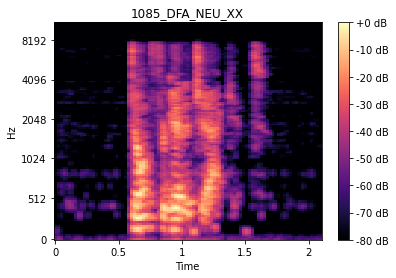 1085_DFA_NEU_XX
+0 dB
8192
-10 dB
4096
-20 dB
-30 dB
2048
Hz
-40 dB
1024
-50 dB
512
-60 dB
-70 dB
0
-80 dB
0
0.5
1
1.5
2
Time